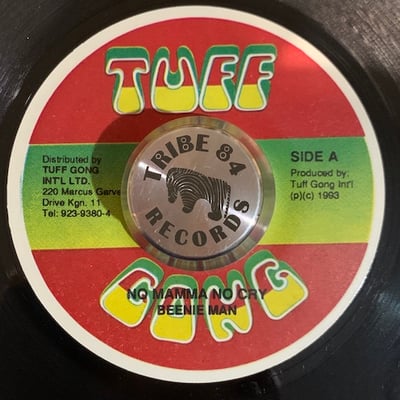 TUFF
Distributed by
TUFF GONG
INT'L LTD.
220 Marcus Garve
Drive Kgn. 11
Tel: 923-9380-4
TRIBE 84
RECORDS
SIDE A
Produced by:
Tuff Gong Int'l
(p)(c) 1993
GONG
NO MAMMA NO CRY
BEENIE MAN